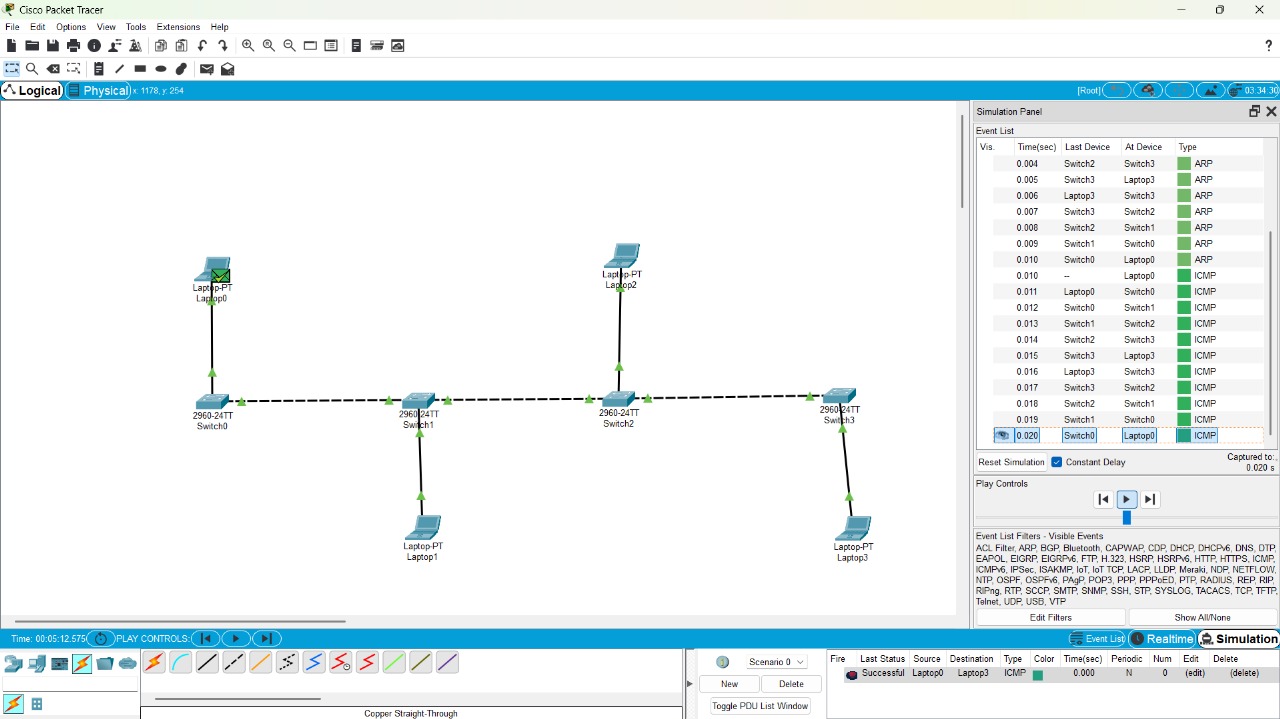 Cisco Packet Tracer
File Edit Options View Tools Extensions Help
?
Logical Physical x: 1178, y: 254 [Root] 03:34:30
Simulation Panel
Event List
Vis. Time(sec) Last Device At Device Type
0.004 Switch2 Switch3 ARP
0.005 Switch3 Laptop3 ARP
0.006 Laptop3 Switch3 ARP
0.007 Switch3 Switch2 ARP
0.008 Switch2 Switch1 ARP
0.009 Switch1 Switch0 ARP
0.010 Switch0 Laptop0 ARP
0.010 -- Laptop0 ICMP
0.011 Laptop0 Switch0 ICMP
0.012 Switch0 Switch1 ICMP
0.013 Switch1 Switch2 ICMP
0.014 Switch2 Switch3 ICMP
0.015 Switch3 Laptop3 ICMP
0.016 Laptop3 Switch3 ICMP
0.017 Switch3 Switch2 ICMP
0.018 Switch2 Switch1 ICMP
0.019 Switch1 Switch0 ICMP
0.020 Switch0 Laptop0 ICMP
Reset Simulation Constant Delay Captured to:
0.020 s
Play Controls
Event List Filters - Visible Events
ACL Filter, ARP, BGP, Bluetooth, CAPWAP, CDP, DHCP, DHCPv6, DNS, DTP,
EAPOL, EIGRP, EIGRPv6, FTP, H.323, HSRP, HSRPv6, HTTP, HTTPS, ICMP,
ICMPv6, IPSec, ISAKMP, IoT, IoT TCP, LACP, LLDP, Meraki, NDP, NETFLOW,
NTP, OSPF, OSPFv6, PAgP, POP3, PPP, PPPoED, PTP, RADIUS, REP, RIP,
RIPng, RTP, SCCP, SMTP, SNMP, SSH, STP, SYSLOG, TACACS, TCP, TFTP,
Telnet, UDP, USB, VTP
Edit Filters Show All/None
Laptop-PT
Laptop0
Laptop-PT
Laptop2
2960-24TT
Switch0
2960-24TT
Switch1
2960-24TT
Switch2
2960-24TT
Switch3
Laptop-PT
Laptop1
Laptop-PT
Laptop3
Time: 00:05:12.575 PLAY CONTROLS: Event List Realtime Simulation
Scenario 0
New Delete
Toggle PDU List Window
Fire Last Status Source Destination Type Color Time(sec) Periodic Num Edit Delete
Successful Laptop0 Laptop3 ICMP 0.000 N 0 (edit) (delete)
Copper Straight-Through